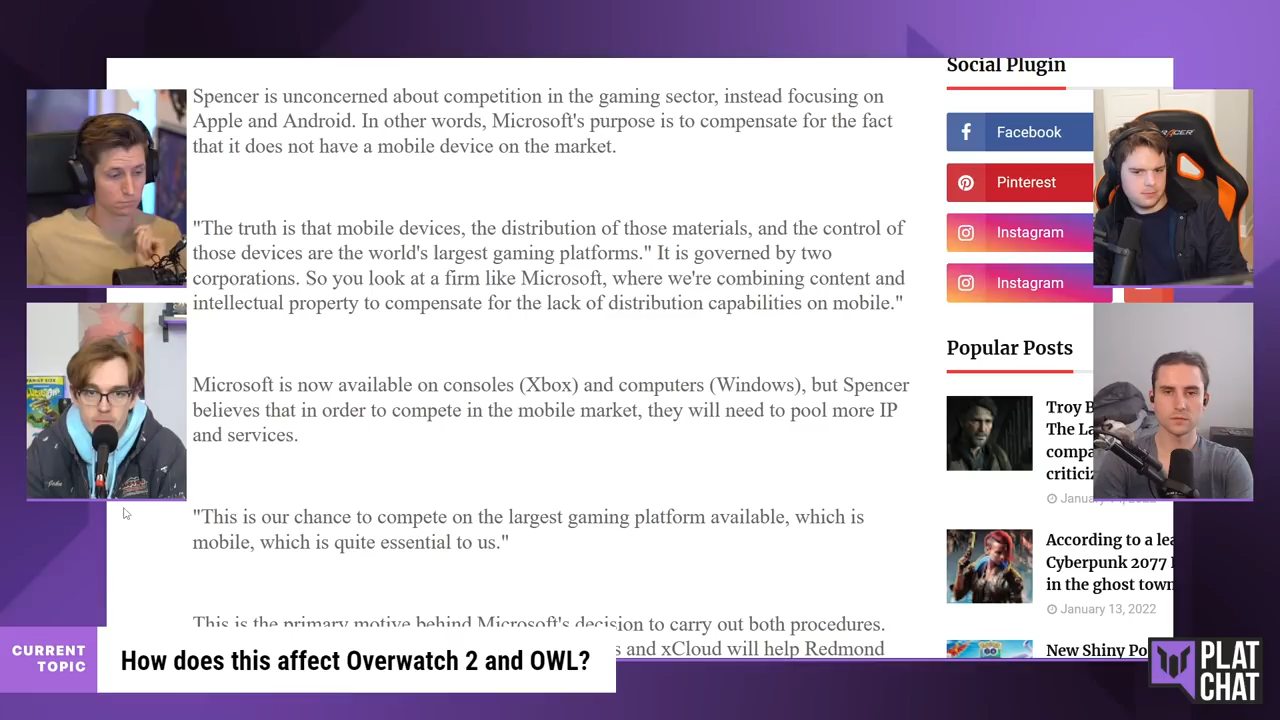 Spencer is unconcerned about competition in the gaming sector, instead focusing on
Apple and Android. In other words, Microsoft's purpose is to compensate for the fact
that it does not have a mobile device on the market.
"The truth is that mobile devices, the distribution of those materials, and the control of
those devices are the world's largest gaming platforms." It is governed by two
corporations. So you look at a firm like Microsoft, where we're combining content and
intellectual property to compensate for the lack of distribution capabilities on mobile."
Microsoft is now available on consoles (Xbox) and computers (Windows), but Spencer
believes that in order to compete in the mobile market, they will need to pool more IP
and services.
"This is our chance to compete on the largest gaming platform available, which is
mobile, which is quite essential to us."
This is the primary motive behind Microsoft's decision to carry out both procedures.
and xCloud will help Redmond
Social Plugin
Facebook
Pinterest
Instagram
Instagram
Popular Posts
Troy
The
January
According to a
Cyberpunk 2077
in the ghost town
January 13, 2022
New Shiny
CURRENT
TOPIC
How does this affect Overwatch 2 and OWL?
PLAT
CHAT